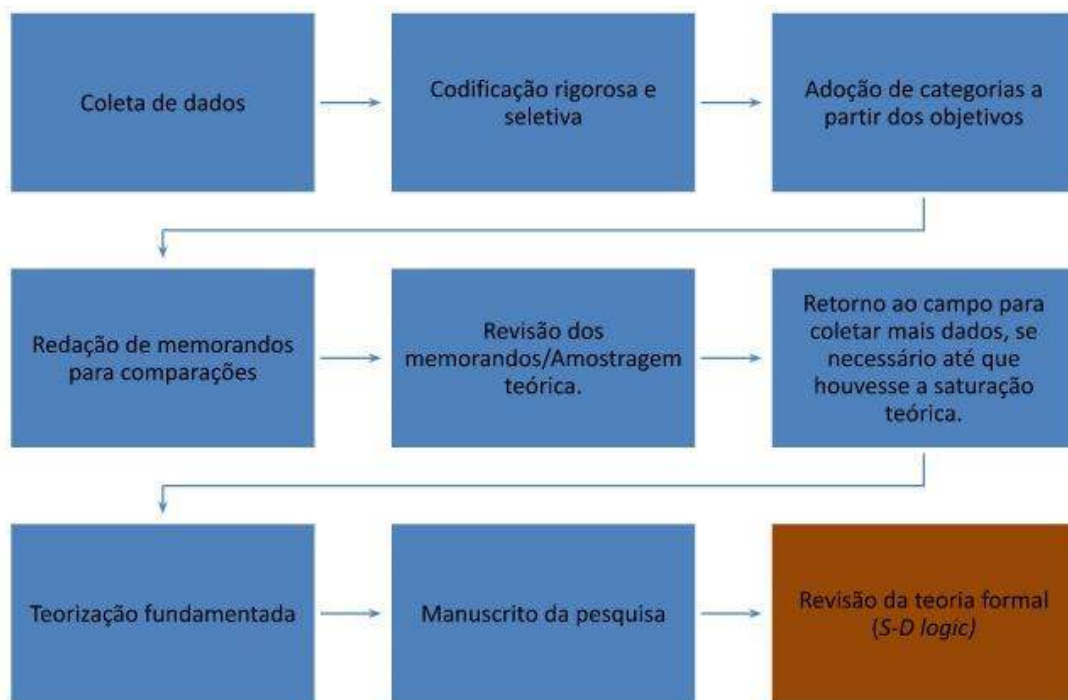 Coleta de dados
Codificação rigorosa e
seletiva
Adoção de categorias a
partir dos objetivos
Redação de memorandos
para comparações
Revisão dos
memorandos/Amostragem
teórica.
Retorno ao campo para
coletar mais dados, se
necessário até que
houvesse a saturação
teórica.
Teorização fundamentada
Manuscrito da pesquisa
Revisão da teoria formal
(S-D logic)